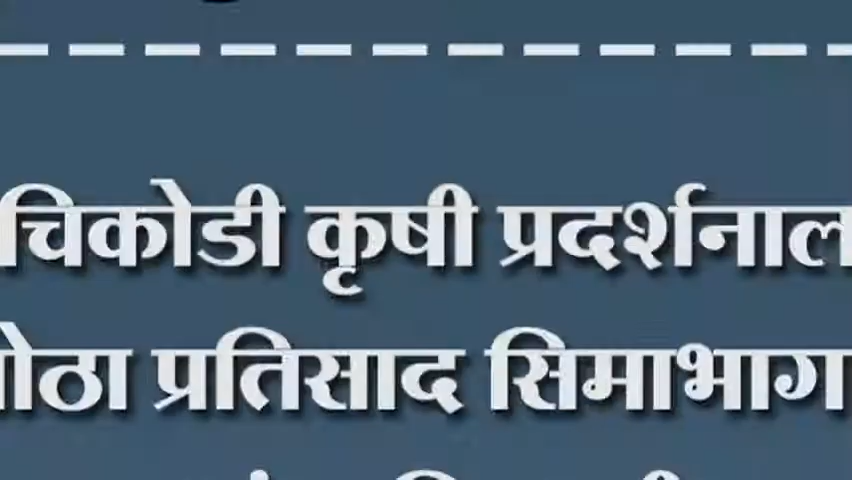 चिकोडी कृषी प्रदर्शनाल
ोठा प्रतिसाद सिमाभाग